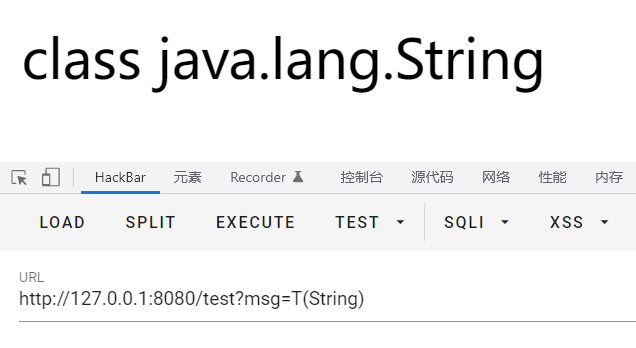 class java.lang.String
HackBar 元素 Recorder 控制台 源代码 网络 性能 内存
LOAD SPLIT EXECUTE TEST SQLI XSS
URL
http://127.0.0.1:8080/test?msg=T(String)